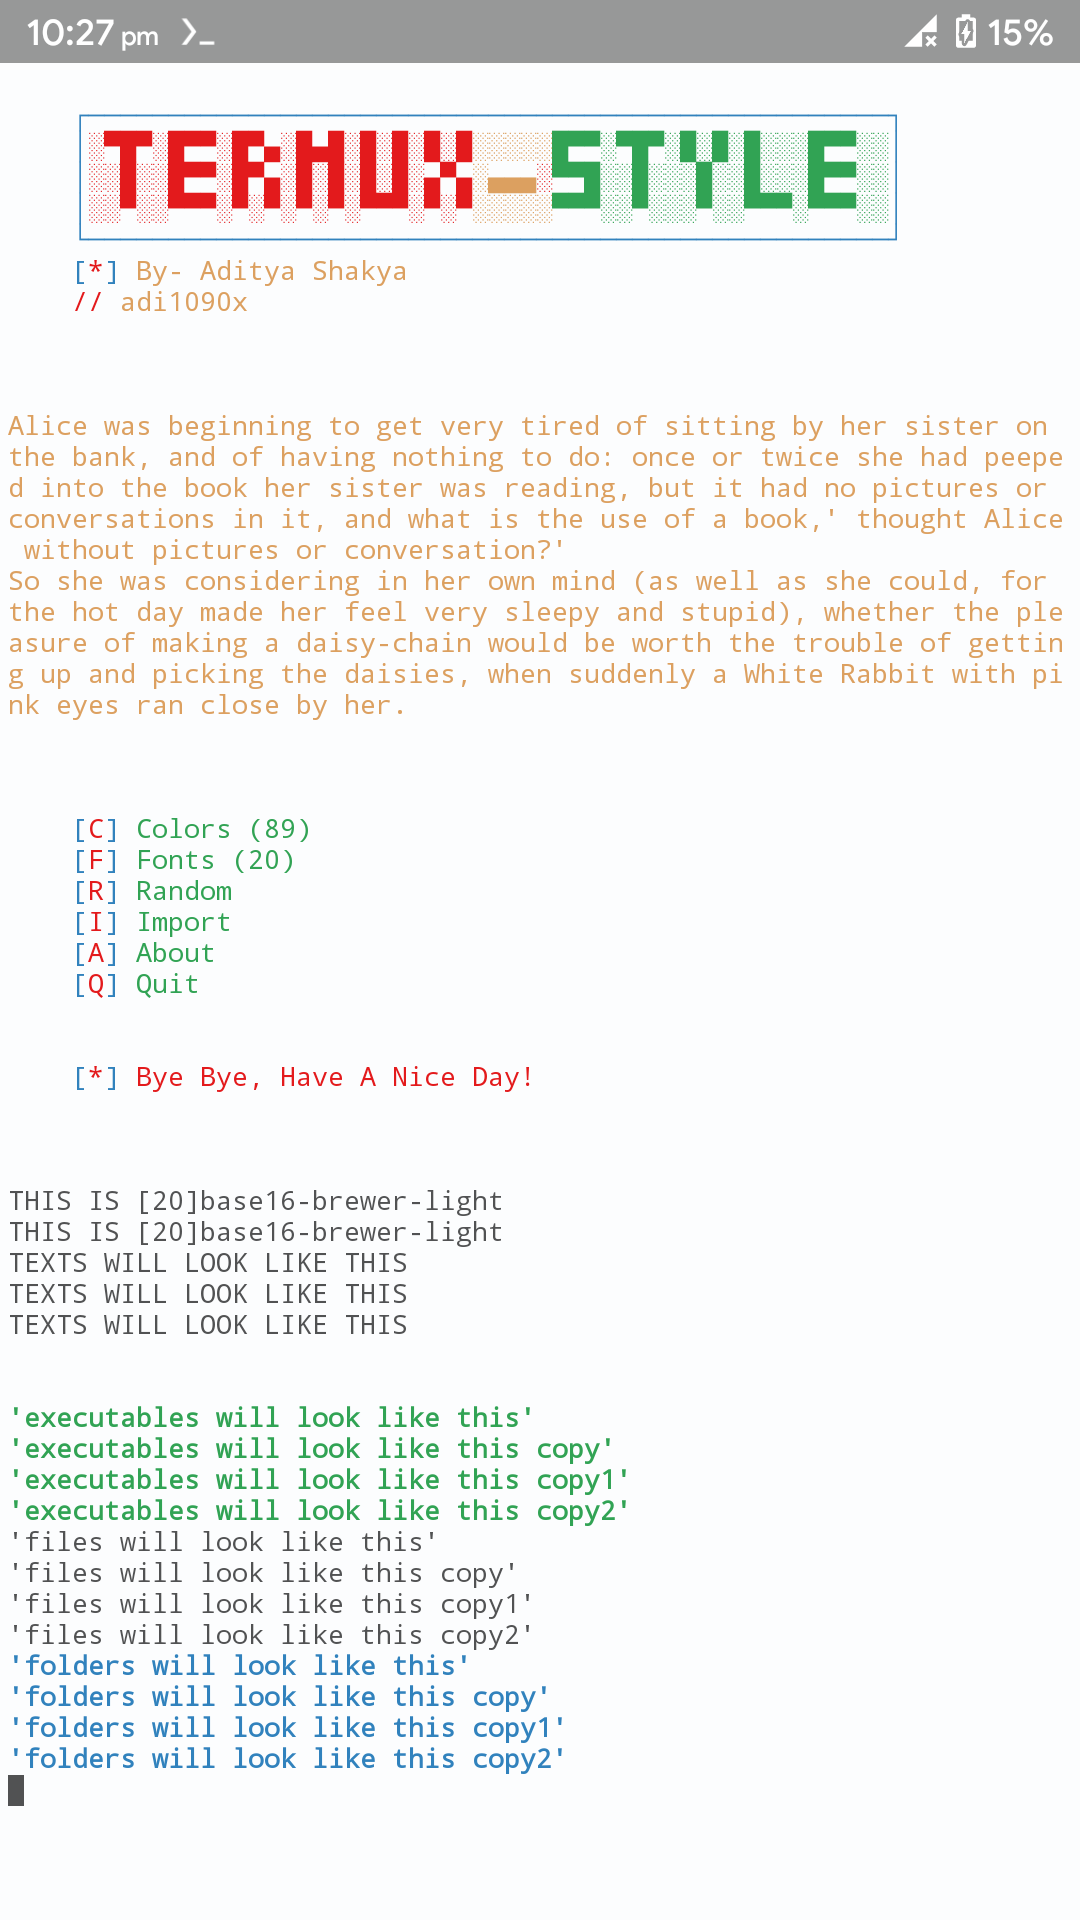 10:27 pm 15%
TERMUX-STYLE
[*] By- Aditya Shakya
// adi1090x
Alice was beginning to get very tired of sitting by her sister on
the bank, and of having nothing to do: once or twice she had peepe
d into the book her sister was reading, but it had no pictures or
conversations in it, and what is the use of a book,' thought Alice
without pictures or conversation?'
So she was considering in her own mind (as well as she could, for
the hot day made her feel very sleepy and stupid), whether the ple
asure of making a daisy-chain would be worth the trouble of gettin
g up and picking the daisies, when suddenly a White Rabbit with pi
nk eyes ran close by her.
[C] Colors (89)
[F] Fonts (20)
[R] Random
[I] Import
[A] About
[Q] Quit
[*] Bye Bye, Have A Nice Day!
THIS IS [20]base16-brewer-light
THIS IS [20]base16-brewer-light
TEXTS WILL LOOK LIKE THIS
TEXTS WILL LOOK LIKE THIS
TEXTS WILL LOOK LIKE THIS
'executables will look like this'
'executables will look like this copy'
'executables will look like this copy1'
'executables will look like this copy2'
'files will look like this'
'files will look like this copy'
'files will look like this copy1'
'files will look like this copy2'
'folders will look like this'
'folders will look like this copy'
'folders will look like this copy1'
'folders will look like this copy2'